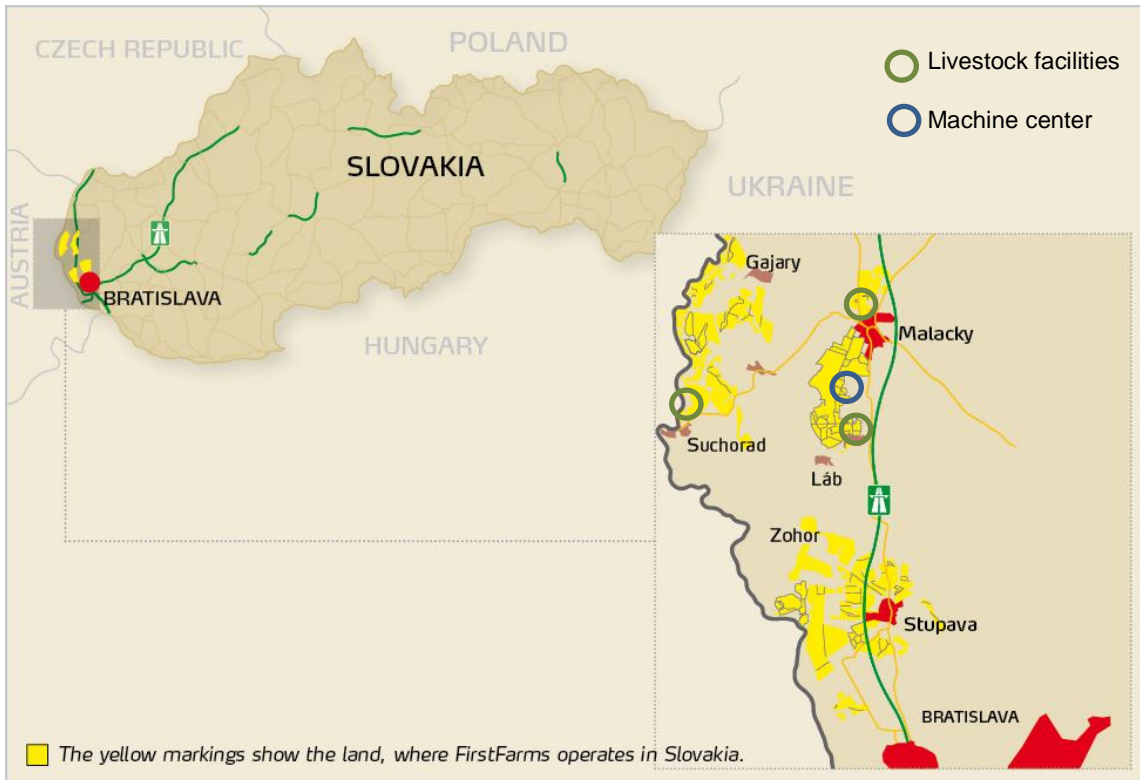 CZECH REPUBLIC
POLAND
Livestock facilities
Machine center
SLOVAKIA
UKRAINE
AUSTRIA
BRATISLAVA
HUNGARY
Gajary
Malacky
Suchorad
Láb
Zohor
Stupava
BRATISLAVA
The yellow markings show the land, where FirstFarms operates in Slovakia.